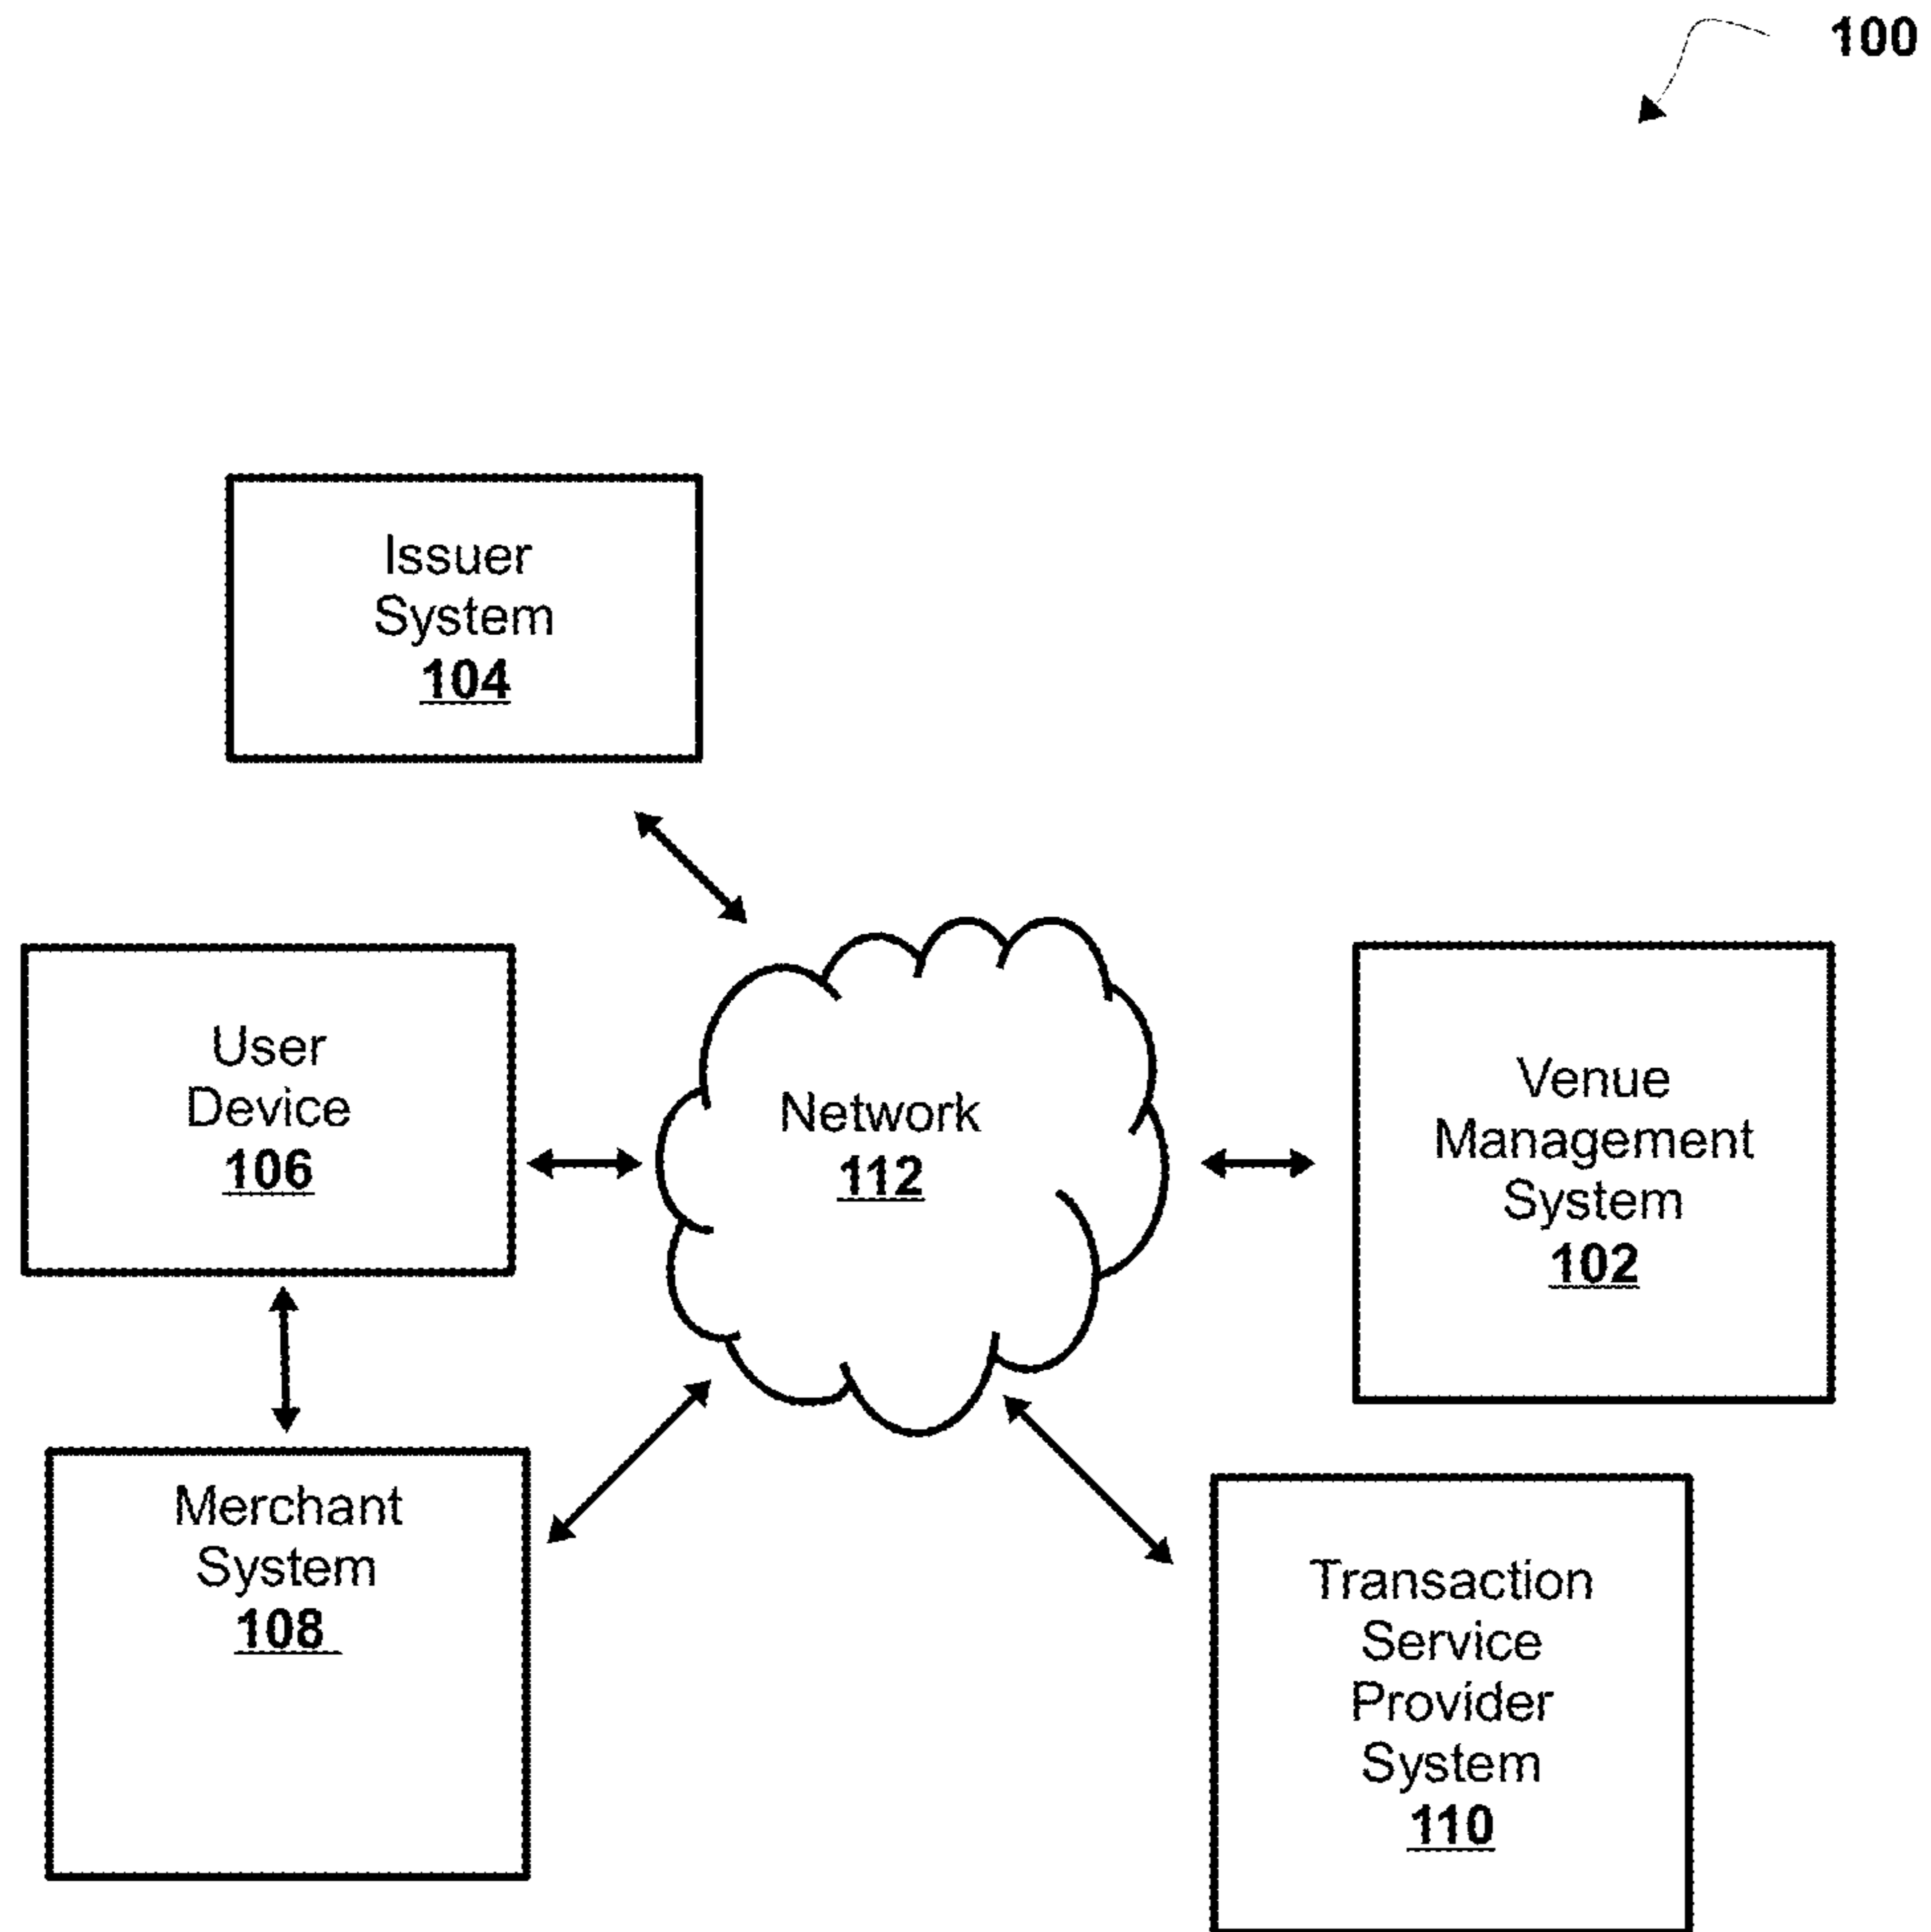 100
Issuer
System
104
User
Device
106
Network
112
Venue
Management
System
102
Merchant
System
108
Transaction
Service
Provider
System
110